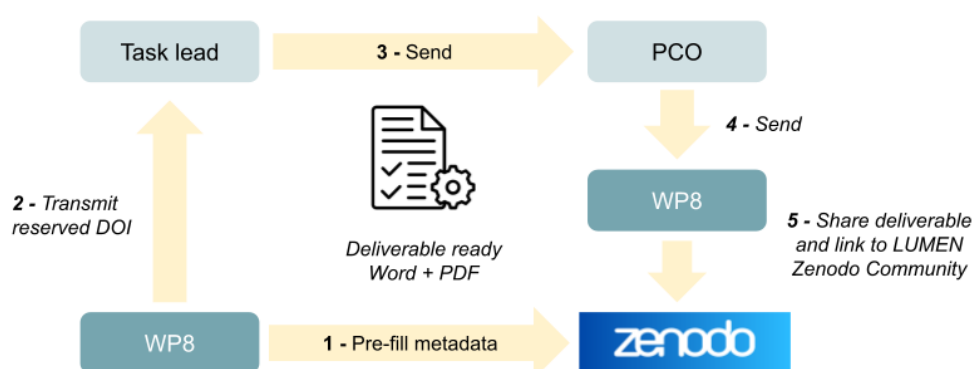 Task lead
3 - Send
PCO
4 - Send
2 - Transmit
reserved DOI
Deliverable ready
Word + PDF
WP8
5 - Share deliverable
and link to LUMEN
Zenodo Community
WP8
1 - Pre-fill metadata
zenodo